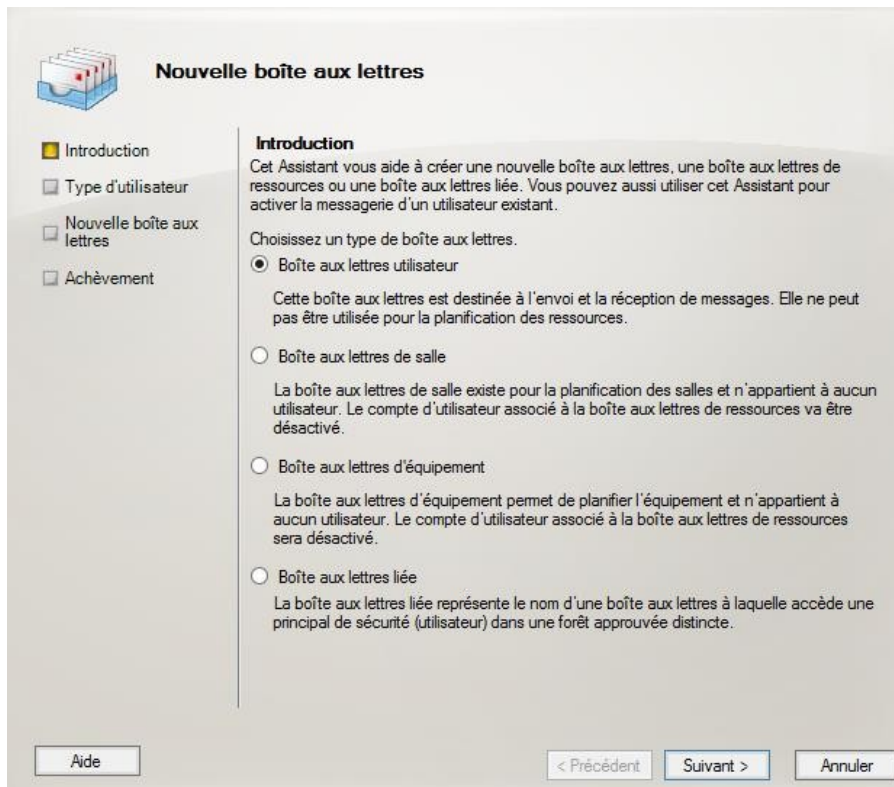 Nouvelle boîte aux lettres
Introduction
Type d'utilisateur
Nouvelle boîte aux
lettres
Achèvement
Introduction
Cet Assistant vous aide à créer une nouvelle boîte aux lettres, une boîte aux lettres de
ressources ou une boîte aux lettres liée. Vous pouvez aussi utiliser cet Assistant pour
activer la messagerie d'un utilisateur existant.
Choisissez un type de boîte aux lettres.
Boîte aux lettres utilisateur
Cette boîte aux lettres est destinée à l'envoi et la réception de messages. Elle ne peut
pas être utilisée pour la planification des ressources.
Boîte aux lettres de salle
La boîte aux lettres de salle existe pour la planification des salles et n'appartient à aucun
utilisateur. Le compte d'utilisateur associé à la boîte aux lettres de ressources va être
désactivé.
Boîte aux lettres d'équipement
La boîte aux lettres d'équipement permet de planifier l'équipement et n'appartient à
aucun utilisateur. Le compte d'utilisateur associé à la boîte aux lettres de ressources
sera désactivé.
Boîte aux lettres liée
La boîte aux lettres liée représente le nom d'une boîte aux lettres à laquelle accède une
principal de sécurité (utilisateur) dans une forêt approuvée distincte.
Aide
< Précédent
Suivant >
Annuler